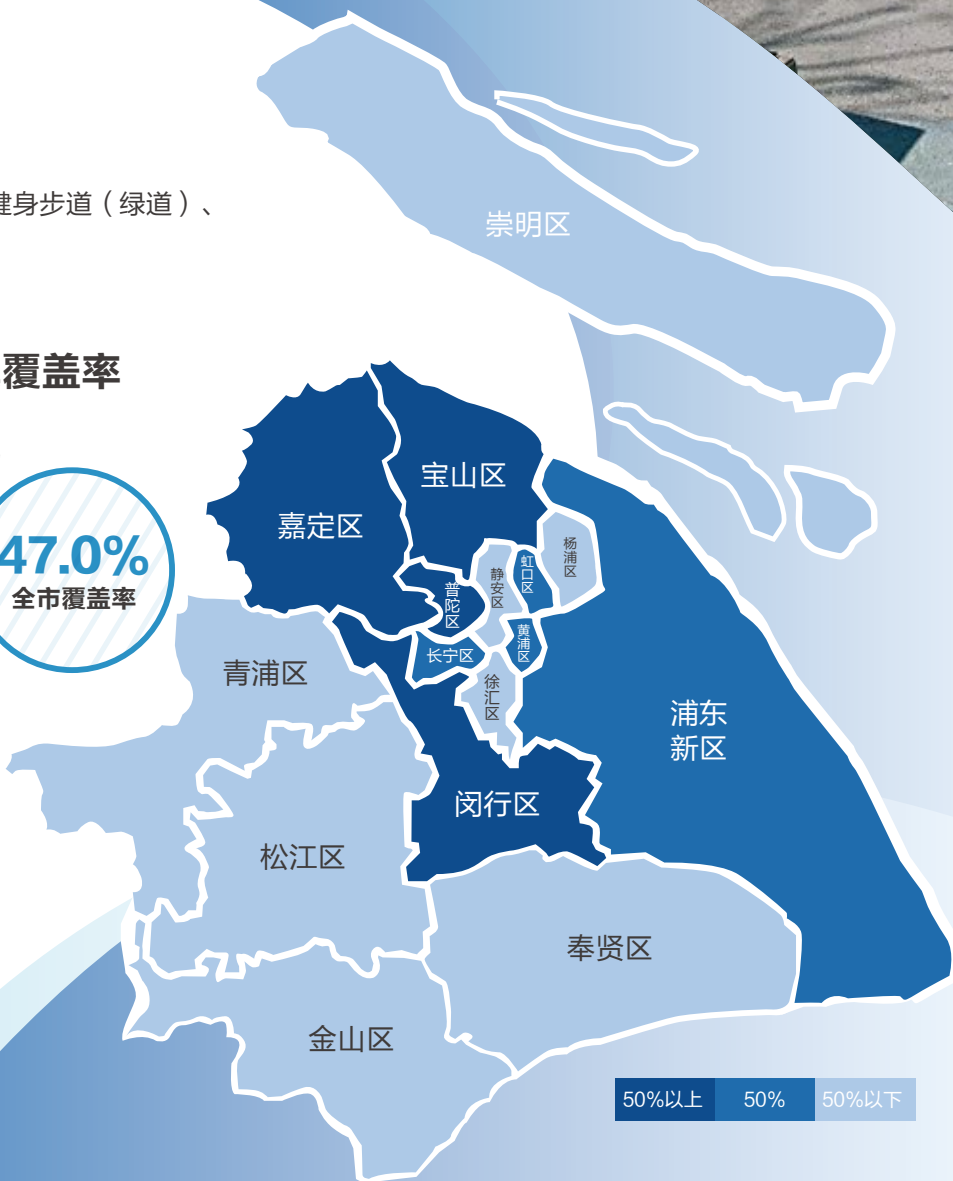 健身步道（绿道）、
覆盖率
47.0%
全市覆盖率
崇明区
宝山区
嘉定区
杨浦区
虹口区
静安区
普陀区
黄浦区
长宁区
徐汇区
青浦区
浦东
新区
闵行区
松江区
奉贤区
金山区
50%以上
50%
50%以下